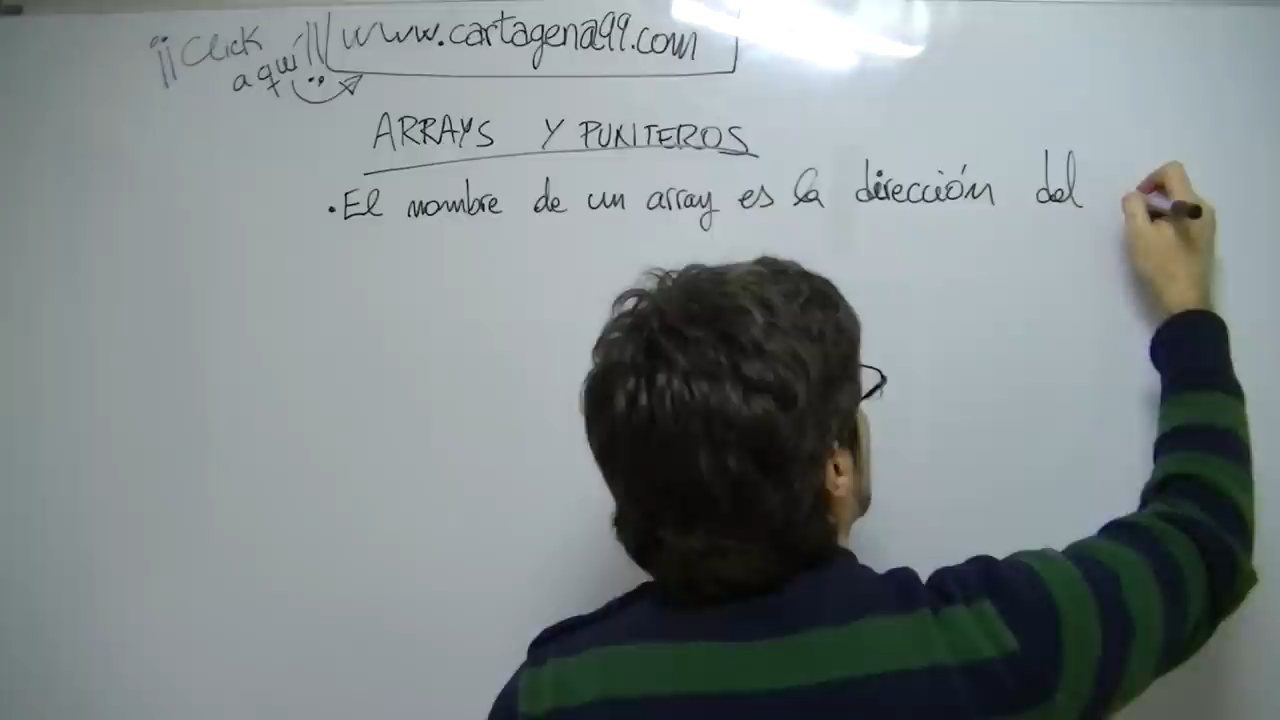 ¡¡Click aquí!! www.cartagena99.com
ARRAYS Y PUNTEROS
• El nombre de un array es la dirección del